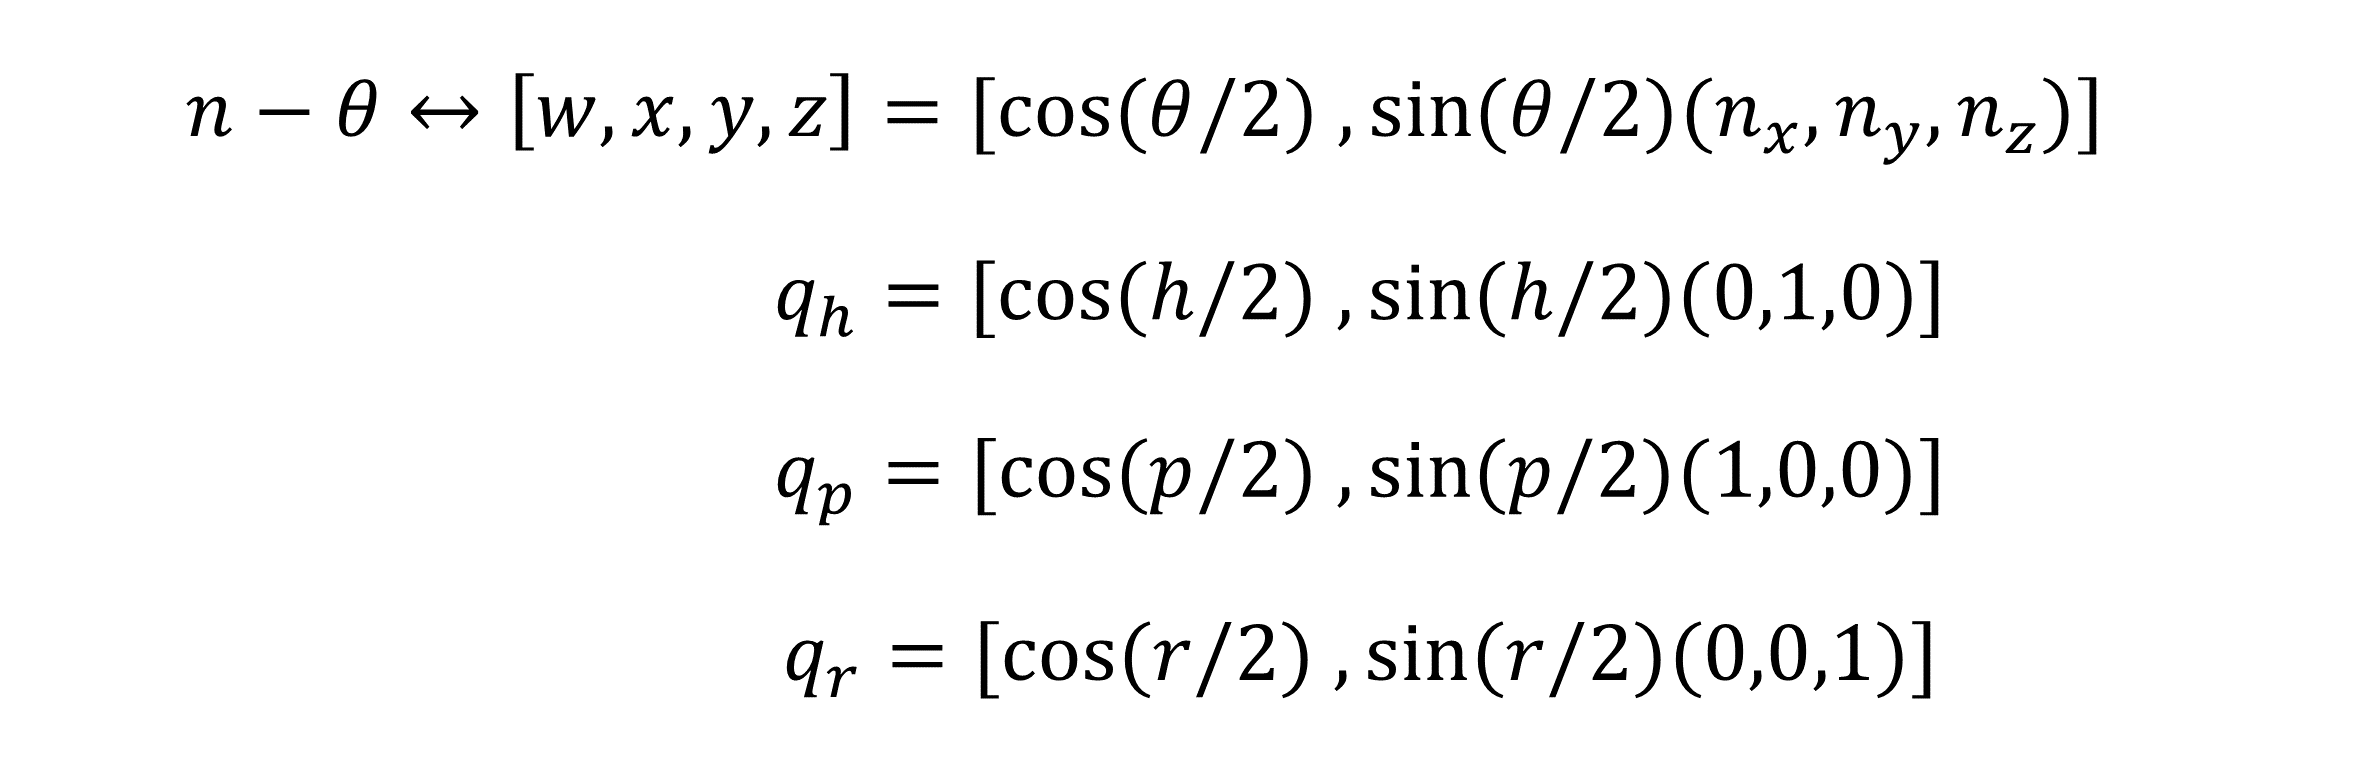 n − θ ↔ [w, x, y, z] = [cos(θ/2) , sin(θ/2)(n_x, n_y, n_z)]
q_h = [cos(h/2) , sin(h/2)(0,1,0)]
q_p = [cos(p/2) , sin(p/2)(1,0,0)]
q_r = [cos(r/2) , sin(r/2)(0,0,1)]